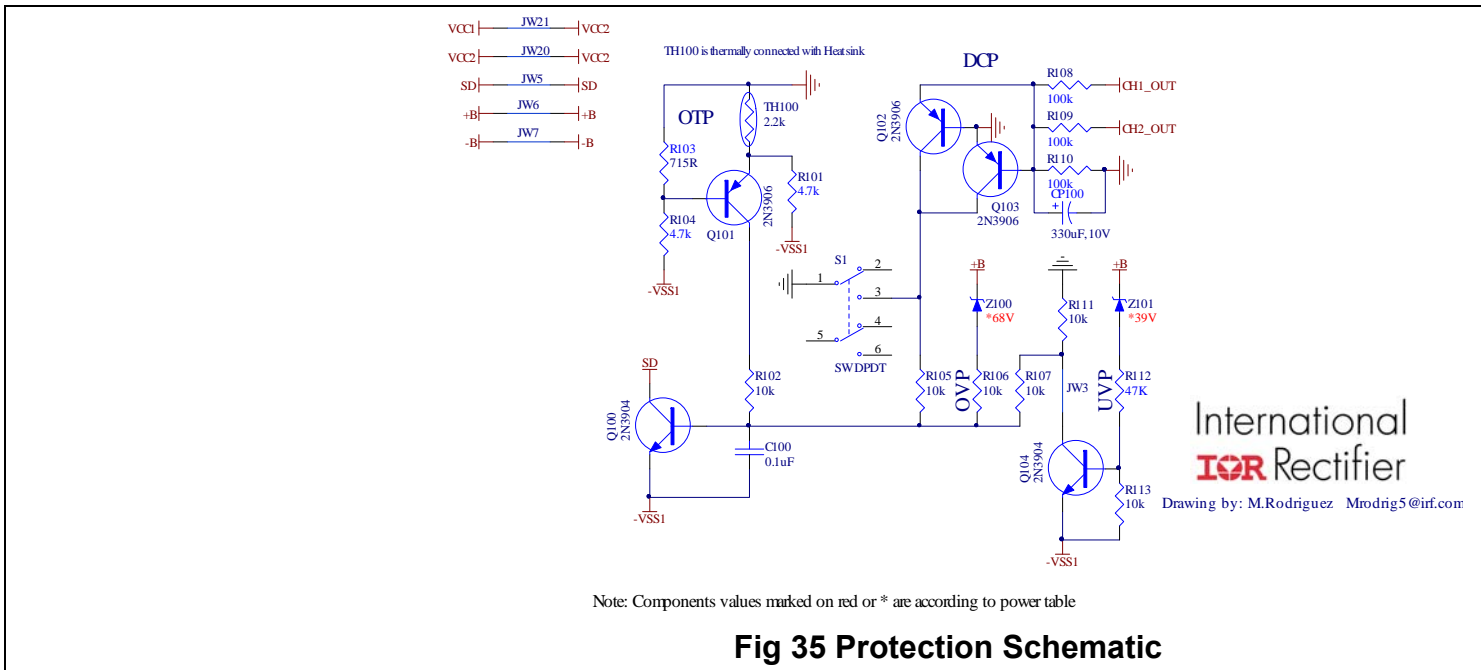 VCC1 JW21 VCC2
VCC2 JW20 VCC2
SD JW5 SD
+B JW6 +B
-B JW7 -B
TH100 is thermally connected with Heatsink
OTP
TH100
2.2k
R103
715R
R104
4.7k
-VSS1
Q101
2N3906
R101
4.7k
-VSS1
DCP
Q102
2N3906
Q103
2N3906
R108
100k
CH1_OUT
R109
100k
CH2_OUT
R110
100k
CP100
+
330uF,10V
S1
1
2
3
4
5
6
SWDPDT
+B
Z100
*68V
R111
10k
+B
Z101
*39V
SD
Q100
2N3904
R102
10k
C100
0.1uF
-VSS1
R105
10k
OVP
R106
10k
R107
10k
JW3
UVP
R112
47K
Q104
2N3904
R113
10k
-VSS1
International
IOR Rectifier
Drawing by: M.Rodriguez Mrodrig5@irf.com
Note: Components values marked on red or * are according to power table
Fig 35 Protection Schematic